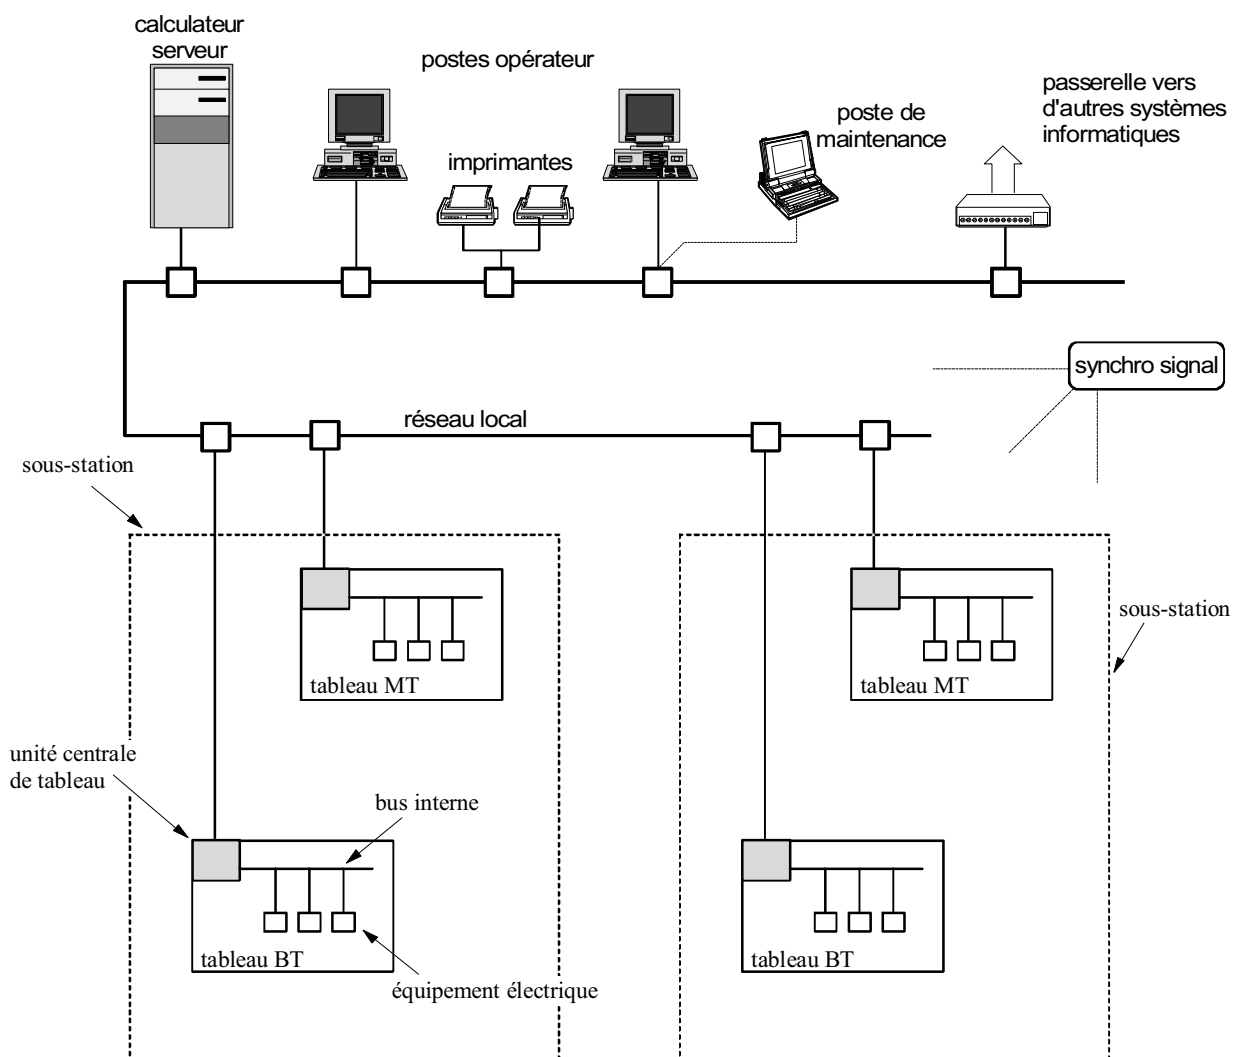 calculateur
serveur
postes opérateur
imprimantes
poste de
maintenance
passerelle vers
d'autres systèmes
informatiques
synchro signal
réseau local
sous-station
sous-station
tableau MT
tableau MT
unité centrale
de tableau
bus interne
tableau BT
tableau BT
équipement électrique